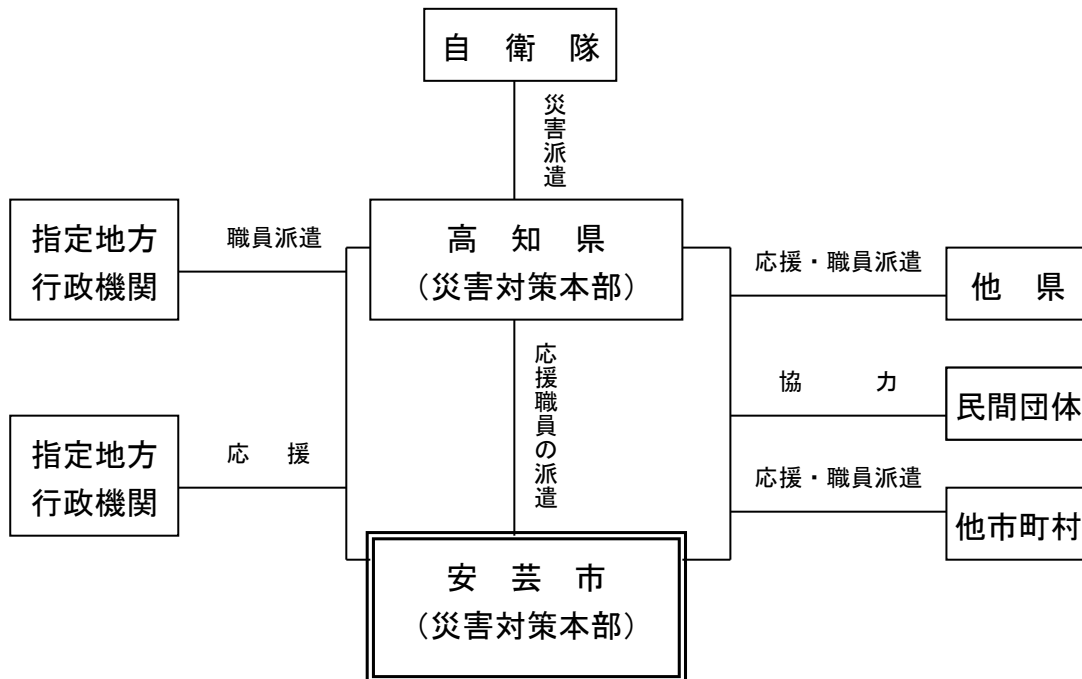 自　衛　隊
災害派遣
指定地方
行政機関
職員派遣
高　知　県
（災害対策本部）
応援・職員派遣
他　県
応援職員の派遣
協　　　力
民間団体
指定地方
行政機関
応　援
応援・職員派遣
他市町村
安　芸　市
（災害対策本部）